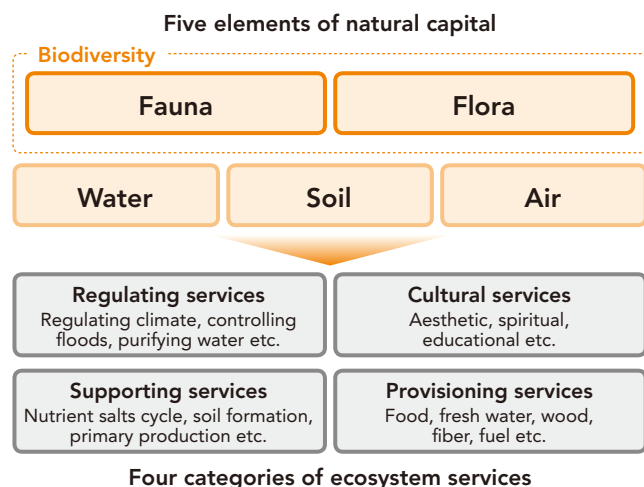 Five elements of natural capital
Biodiversity
Fauna
Flora
Water
Soil
Air
Regulating services
Regulating climate, controlling
floods, purifying water etc.
Cultural services
Aesthetic, spiritual,
educational etc.
Supporting services
Nutrient salts cycle, soil formation,
primary production etc.
Provisioning services
Food, fresh water, wood,
fiber, fuel etc.
Four categories of ecosystem services